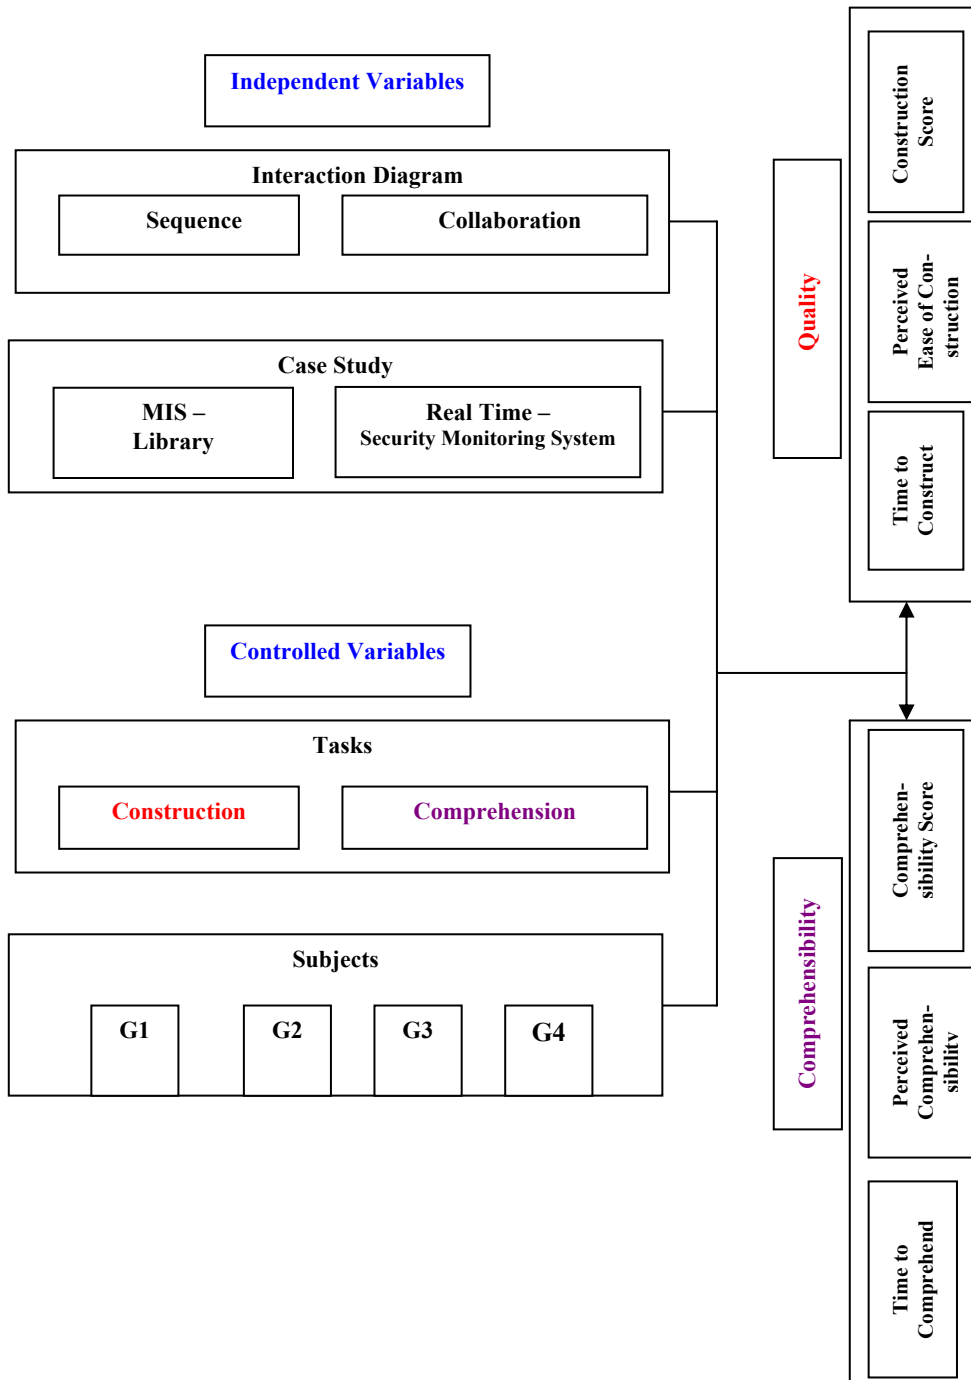 Independent Variables
Interaction Diagram
Sequence
Collaboration
Case Study
MIS –
Library
Real Time –
Security Monitoring System
Controlled Variables
Tasks
Construction
Comprehension
Subjects
G1
G2
G3
G4
Quality
Construction
Score
Perceived
Ease of Con-
struction
Time to
Construct
Comprehensibility
Comprehen-
sibility Score
Perceived
Comprehen-
sibility
Time to
Comprehend